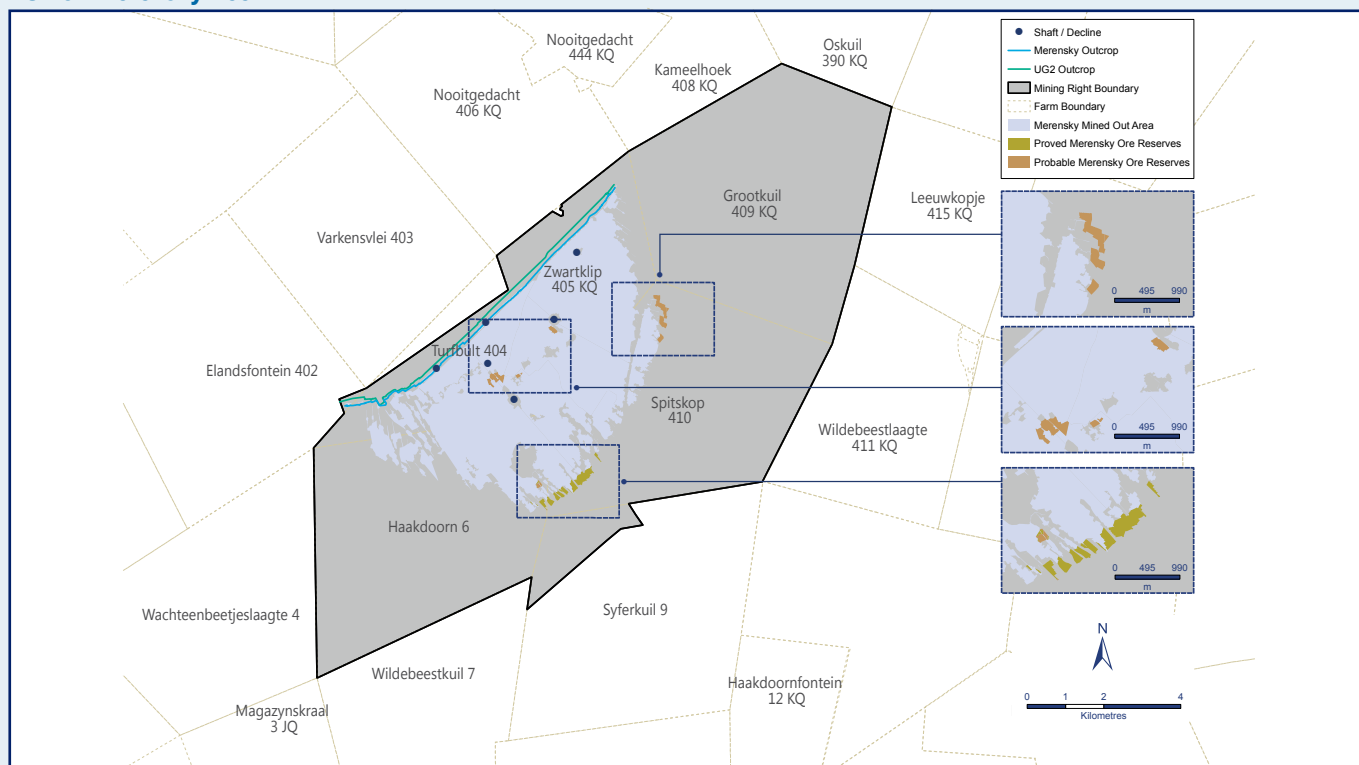 Nooitgedacht
444 KQ
Oskuil
390 KQ
Kameelhoek
408 KQ
Nooitgedacht
406 KQ
Grootkuil
409 KQ
Leeuwkopje
415 KQ
Varkensvlei 403
Zwartklip
405 KQ
Turfbult 404
Elandsfontein 402
Spitskop
410
Wildebeestlaagte
411 KQ
Haakdoorn 6
Wachteenbeetjeslaagte 4
Syferkuil 9
Wildebeestkuil 7
Haakdoornfontein
12 KQ
Magazynskraal
3 JQ
Shaft / Decline
Merensky Outcrop
UG2 Outcrop
Mining Right Boundary
Farm Boundary
Merensky Mined Out Area
Proved Merensky Ore Reserves
Probable Merensky Ore Reserves
0 495 990
m
0 495 990
m
0 495 990
m
N
0 1 2 4
Kilometres